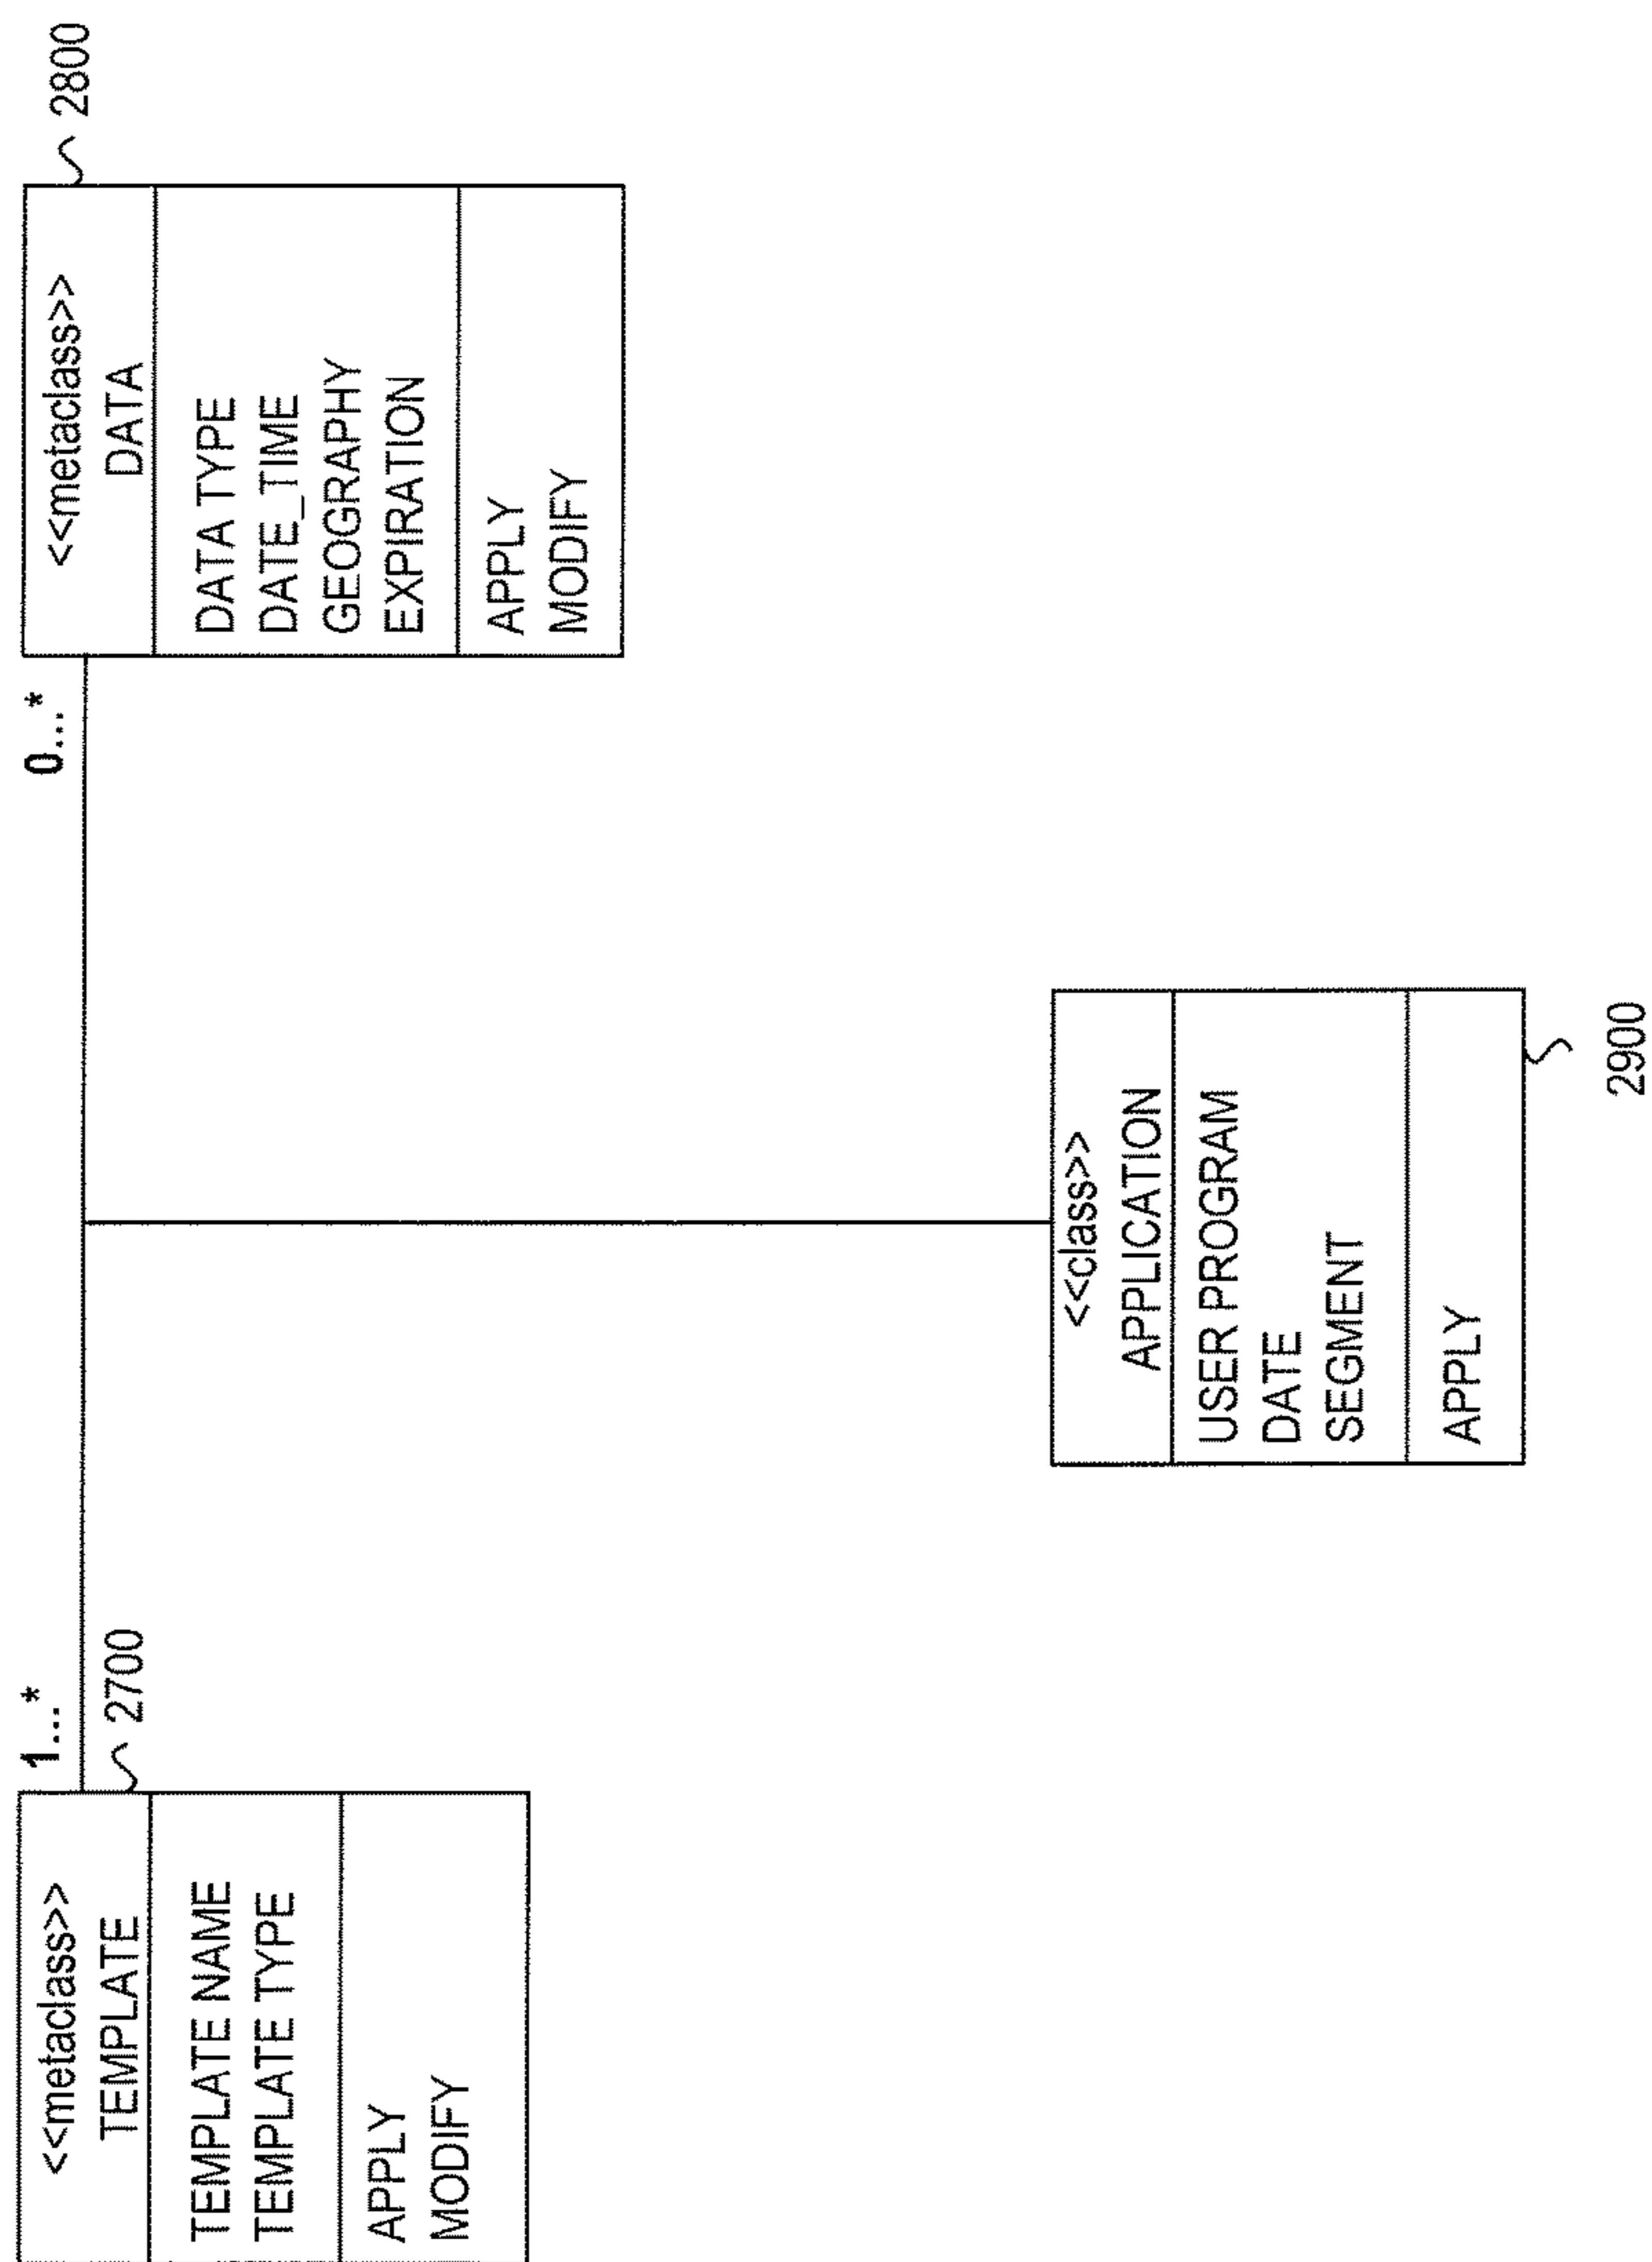 <<metaclass>>
TEMPLATE
TEMPLATE NAME
TEMPLATE TYPE
APPLY
MODIFY
1...*
2700
<<class>>
APPLICATION
USER PROGRAM
DATE
SEGMENT
APPLY
2900
0...*
<<metaclass>>
DATA
DATA TYPE
DATE_TIME
GEOGRAPHY
EXPIRATION
APPLY
MODIFY
2800